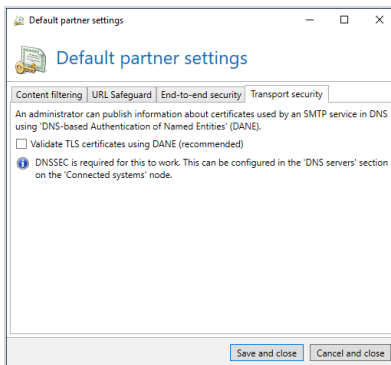 Default partner settings
Default partner settings
Content filtering URL Safeguard End-to-end security Transport security
An administrator can publish information about certificates used by an SMTP service in DNS
using 'DNS-based Authentication of Named Entities' (DANE).
Validate TLS certificates using DANE (recommended)
DNSSEC is required for this to work. This can be configured in the 'DNS servers' section
on the 'Connected systems' node.
Save and close Cancel and close